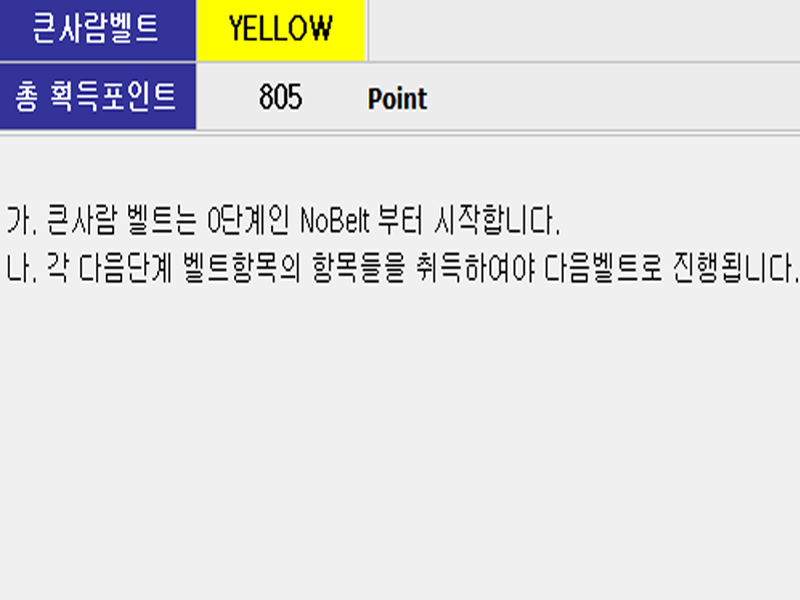 큰사람벨트 YELLOW
총 획득포인트 805 Point
가. 큰사람 벨트는 0단계인 NoBelt 부터 시작합니다.
나. 각 다음단계 벨트항목의 항목들을 취득하여야 다음벨트로 진행됩니다.